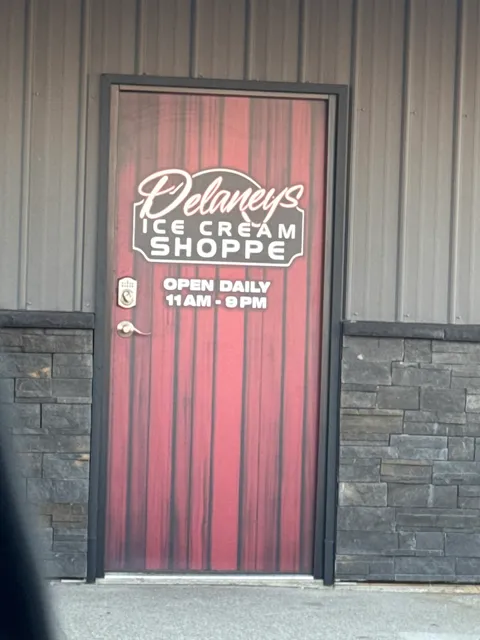 Delaneys
ICE CREAM
SHOPPE
OPEN DAILY
11AM - 9PM